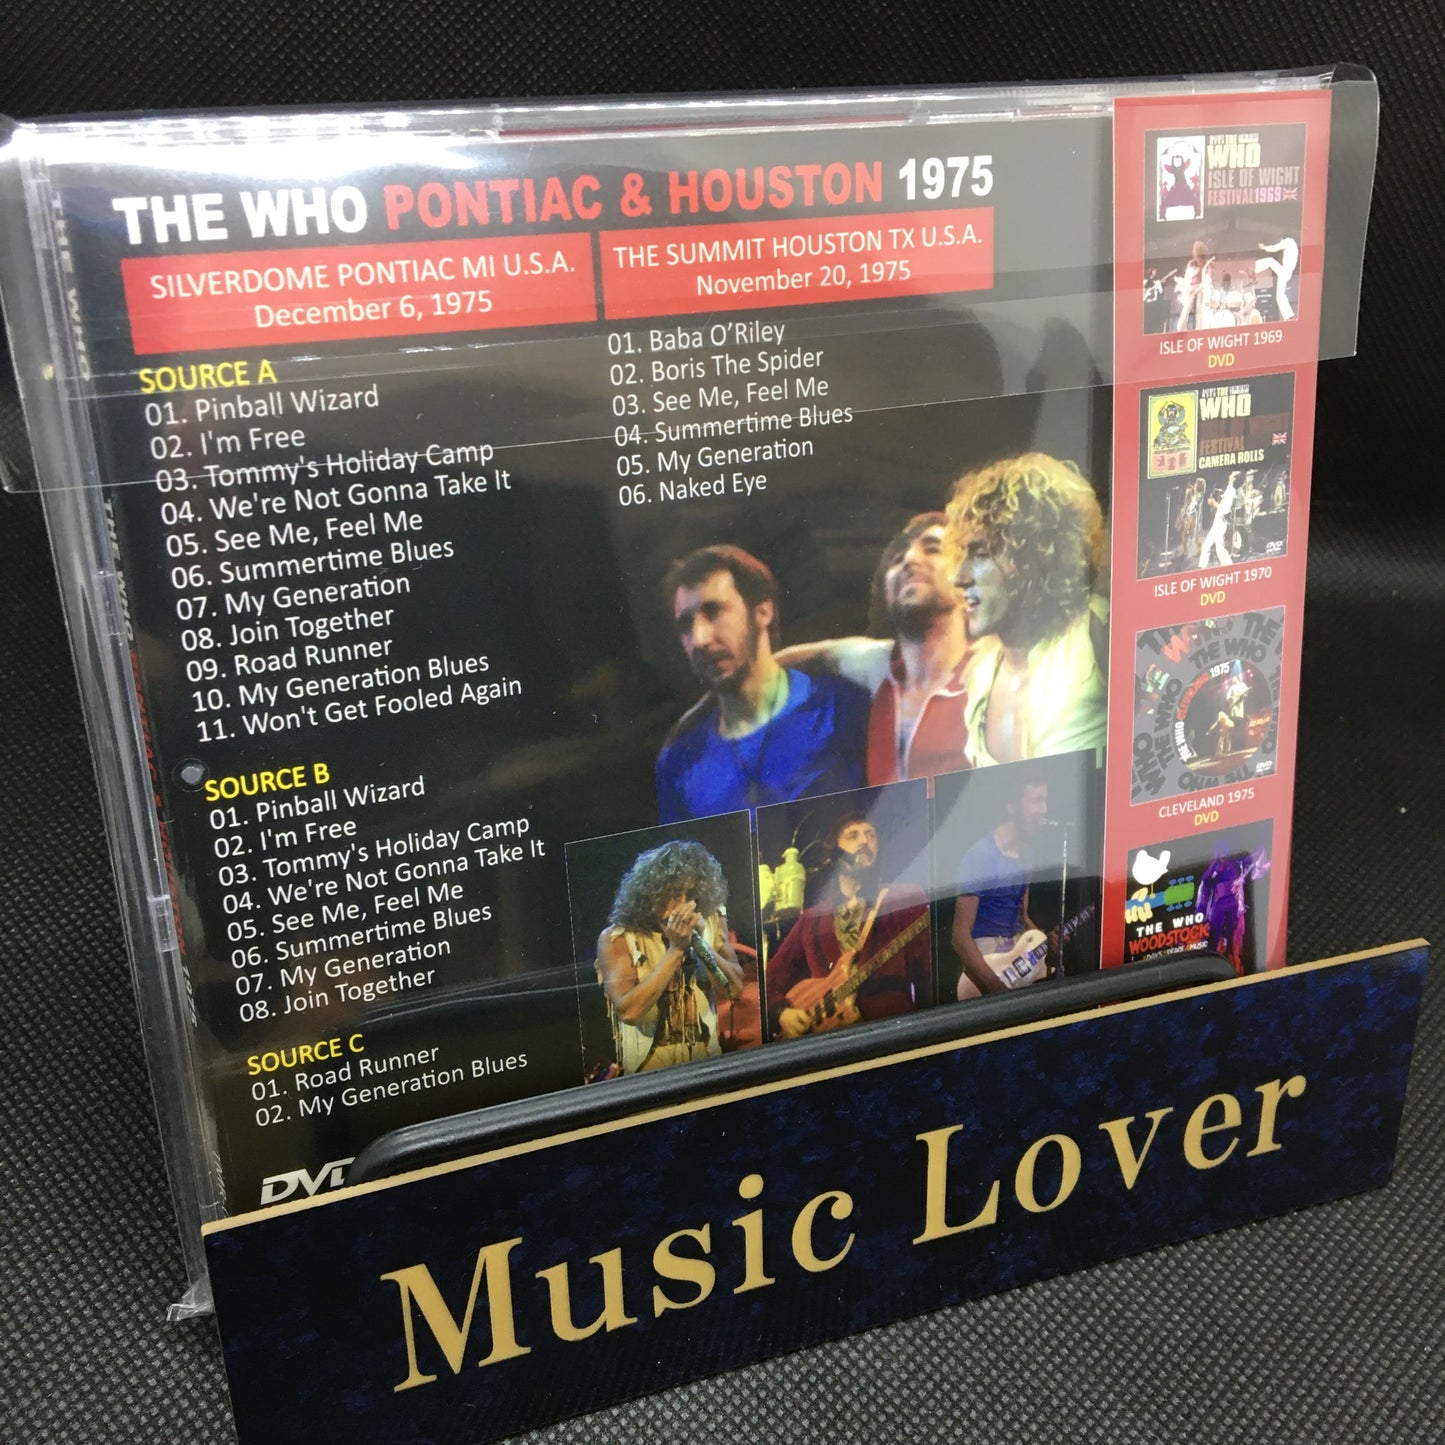 THE WHO PONTIAC & HOUSTON 1975
SILVERDOME PONTIAC MI U.S.A.
December 6, 1975
SOURCE A
01. Pinball Wizard
02. I'm Free
03. Tommy's Holiday Camp
04. We're Not Gonna Take It
05. See Me, Feel Me
06. Summertime Blues
07. My Generation
08. Join Together
09. Road Runner
10. My Generation Blues
11. Won't Get Fooled Again
SOURCE B
01. Pinball Wizard
02. I'm Free
03. Tommy's Holiday Camp
04. We're Not Gonna Take It
05. See Me, Feel Me
06. Summertime Blues
07. My Generation
08. Join Together
SOURCE C
01. Road Runner
02. My Generation Blues
DVD
THE SUMMIT HOUSTON TX U.S.A.
November 20, 1975
01. Baba O'Riley
02. Boris The Spider
03. See Me, Feel Me
04. Summertime Blues
05. My Generation
06. Naked Eye
THE
WHO
ISLE OF WIGHT
FESTIVAL1969
ISLE OF WIGHT 1969
DVD
THE
WHO
FESTIVAL
CAMERA ROLLS
ISLE OF WIGHT 1970
DVD
THE WHO
1975
CLEVELAND 1975
DVD
THE WHO
WOODSTOCK
Music Lover